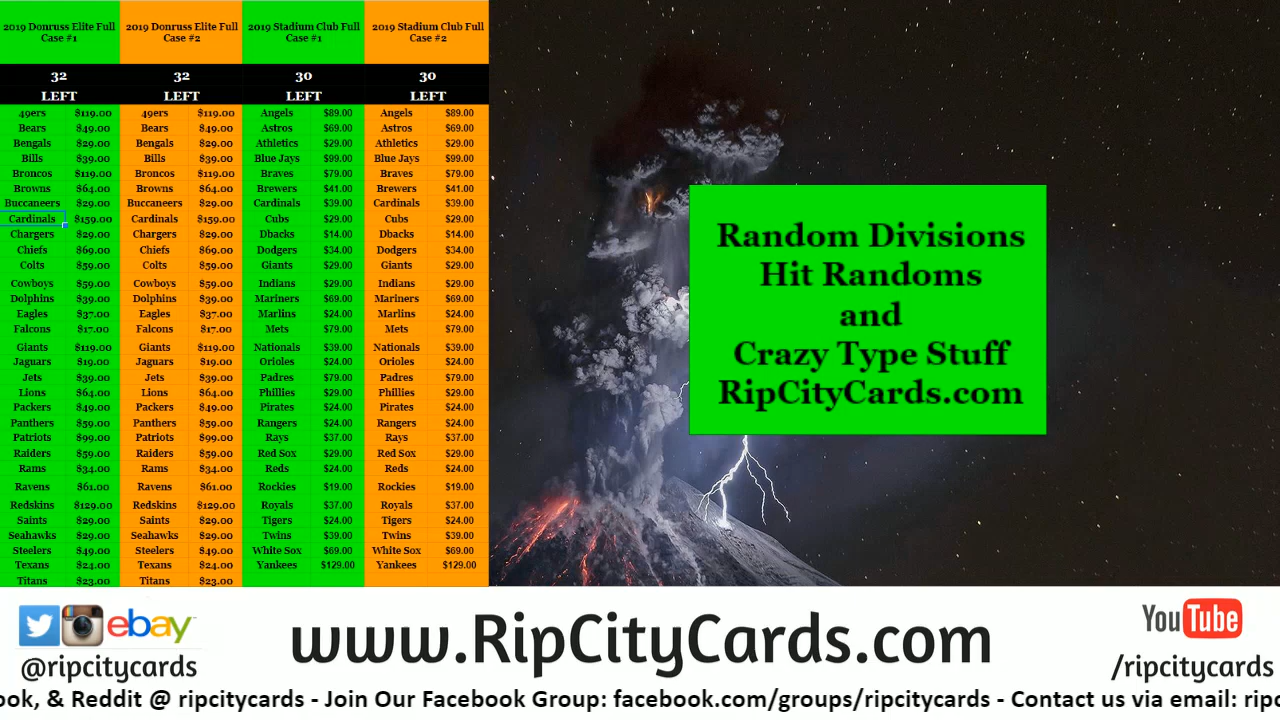 2019 Donruss Elite Full Case #1 2019 Donruss Elite Full Case #2 2019 Stadium Club Full Case #1 2019 Stadium Club Full Case #2
32 32 30 30
LEFT LEFT LEFT LEFT
49ers $119.00 49ers $119.00 Angels $89.00 Angels $89.00
Bears $49.00 Bears $49.00 Astros $69.00 Astros $69.00
Bengals $29.00 Bengals $29.00 Athletics $29.00 Athletics $29.00
Bills $39.00 Bills $39.00 Blue Jays $99.00 Blue Jays $99.00
Broncos $119.00 Broncos $119.00 Braves $79.00 Braves $79.00
Browns $64.00 Browns $64.00 Brewers $41.00 Brewers $41.00
Buccaneers $29.00 Buccaneers $29.00 Cardinals $39.00 Cardinals $39.00
Cardinals $159.00 Cardinals $159.00 Cubs $29.00 Cubs $29.00
Chargers $29.00 Chargers $29.00 Dbacks $14.00 Dbacks $14.00
Chiefs $69.00 Chiefs $69.00 Dodgers $34.00 Dodgers $34.00
Colts $59.00 Colts $59.00 Giants $29.00 Giants $29.00
Cowboys $59.00 Cowboys $59.00 Indians $29.00 Indians $29.00
Dolphins $39.00 Dolphins $39.00 Mariners $69.00 Mariners $69.00
Eagles $37.00 Eagles $37.00 Marlins $24.00 Marlins $24.00
Falcons $17.00 Falcons $17.00 Mets $79.00 Mets $79.00
Giants $119.00 Giants $119.00 Nationals $39.00 Nationals $39.00
Jaguars $19.00 Jaguars $19.00 Orioles $24.00 Orioles $24.00
Jets $39.00 Jets $39.00 Padres $79.00 Padres $79.00
Lions $64.00 Lions $64.00 Phillies $29.00 Phillies $29.00
Packers $49.00 Packers $49.00 Pirates $24.00 Pirates $24.00
Panthers $59.00 Panthers $59.00 Rangers $24.00 Rangers $24.00
Patriots $99.00 Patriots $99.00 Rays $37.00 Rays $37.00
Raiders $59.00 Raiders $59.00 Red Sox $29.00 Red Sox $29.00
Rams $34.00 Rams $34.00 Reds $24.00 Reds $24.00
Ravens $61.00 Ravens $61.00 Rockies $19.00 Rockies $19.00
Redskins $129.00 Redskins $129.00 Royals $37.00 Royals $37.00
Saints $29.00 Saints $29.00 Tigers $24.00 Tigers $24.00
Seahawks $29.00 Seahawks $29.00 Twins $39.00 Twins $39.00
Steelers $49.00 Steelers $49.00 White Sox $69.00 White Sox $69.00
Texans $24.00 Texans $24.00 Yankees $129.00 Yankees $129.00
Titans $23.00 Titans $23.00
Random Divisions
Hit Randoms
and
Crazy Type Stuff
RipCityCards.com
ebay
@ripcitycards
www.RipCityCards.com
YouTube
/ripcitycards
ook, & Reddit @ ripcitycards - Join Our Facebook Group: facebook.com/groups/ripcitycards - Contact us via email: ripc